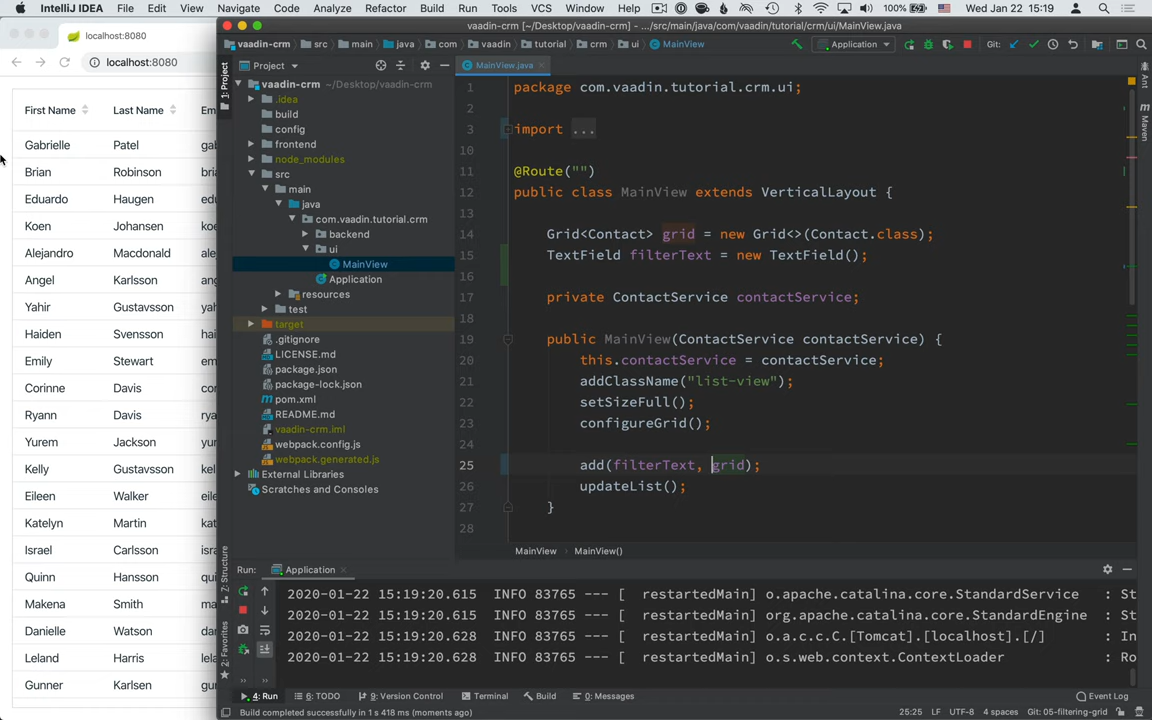 IntelliJ IDEA File Edit View Navigate Code Analyze Refactor Build Run Tools VCS Window Help 100% Wed Jan 22 15:19
localhost:8080
vaadin-crm [~/Desktop/vaadin-crm] - .../src/main/java/com/vaadin/tutorial/crm/ui/MainView.java
vaadin-crm src main java com vaadin tutorial crm ui MainView Application Git:
localhost:8080
First Name Last Name Em
Gabrielle Patel gab
Brian Robinson
Eduardo Haugen
Koen Johansen
Alejandro Macdonald
Angel Karlsson
Yahir Gustavsson
Haiden Svensson
Emily Stewart em
Corinne Davis
Ryann Davis
Yurem Jackson
Kelly Gustavsson
Eileen Walker
Katelyn Martin
Israel Carlsson isra
Quinn Hansson
Makena Smith
Danielle Watson
Leland Harris
Gunner Karlsen
1: Project
Project
vaadin-crm ~/Desktop/vaadin-crm
.idea
build
config
frontend
node_modules
src
main
java
com.vaadin.tutorial.crm
backend
ui
MainView
Application
resources
test
target
.gitignore
LICENSE.md
package.json
package-lock.json
pom.xml
README.md
vaadin-crm.iml
webpack.config.js
webpack.generated.js
External Libraries
Scratches and Consoles
MainView.java
1 package com.vaadin.tutorial.crm.ui;
2
3 import ...
10
11 @Route("")
12 public class MainView extends VerticalLayout {
13
14 Grid<Contact> grid = new Grid<>(Contact.class);
15 TextField filterText = new TextField();
16
17 private ContactService contactService;
18
19 public MainView(ContactService contactService) {
20 this.contactService = contactService;
21 addClassName("list-view");
22 setSizeFull();
23 configureGrid();
24
25 add(filterText, grid);
26 updateList();
27 }
28
MainView MainView()
Ant
Maven
7: Structure
2: Favorites
Run: Application
2020-01-22 15:19:20.615 INFO 83765 --- [ restartedMain] o.apache.catalina.core.StandardService : St
2020-01-22 15:19:20.615 INFO 83765 --- [ restartedMain] org.apache.catalina.core.StandardEngine : St
2020-01-22 15:19:20.628 INFO 83765 --- [ restartedMain] o.a.c.c.C.[Tomcat].[localhost].[/] : In
2020-01-22 15:19:20.628 INFO 83765 --- [ restartedMain] o.s.web.context.ContextLoader : Ro
4: Run 6: TODO 9: Version Control Terminal Build 0: Messages Event Log
Build completed successfully in 1 s 418 ms (moments ago) 25:25 LF UTF-8 4 spaces Git: 05-filtering-grid